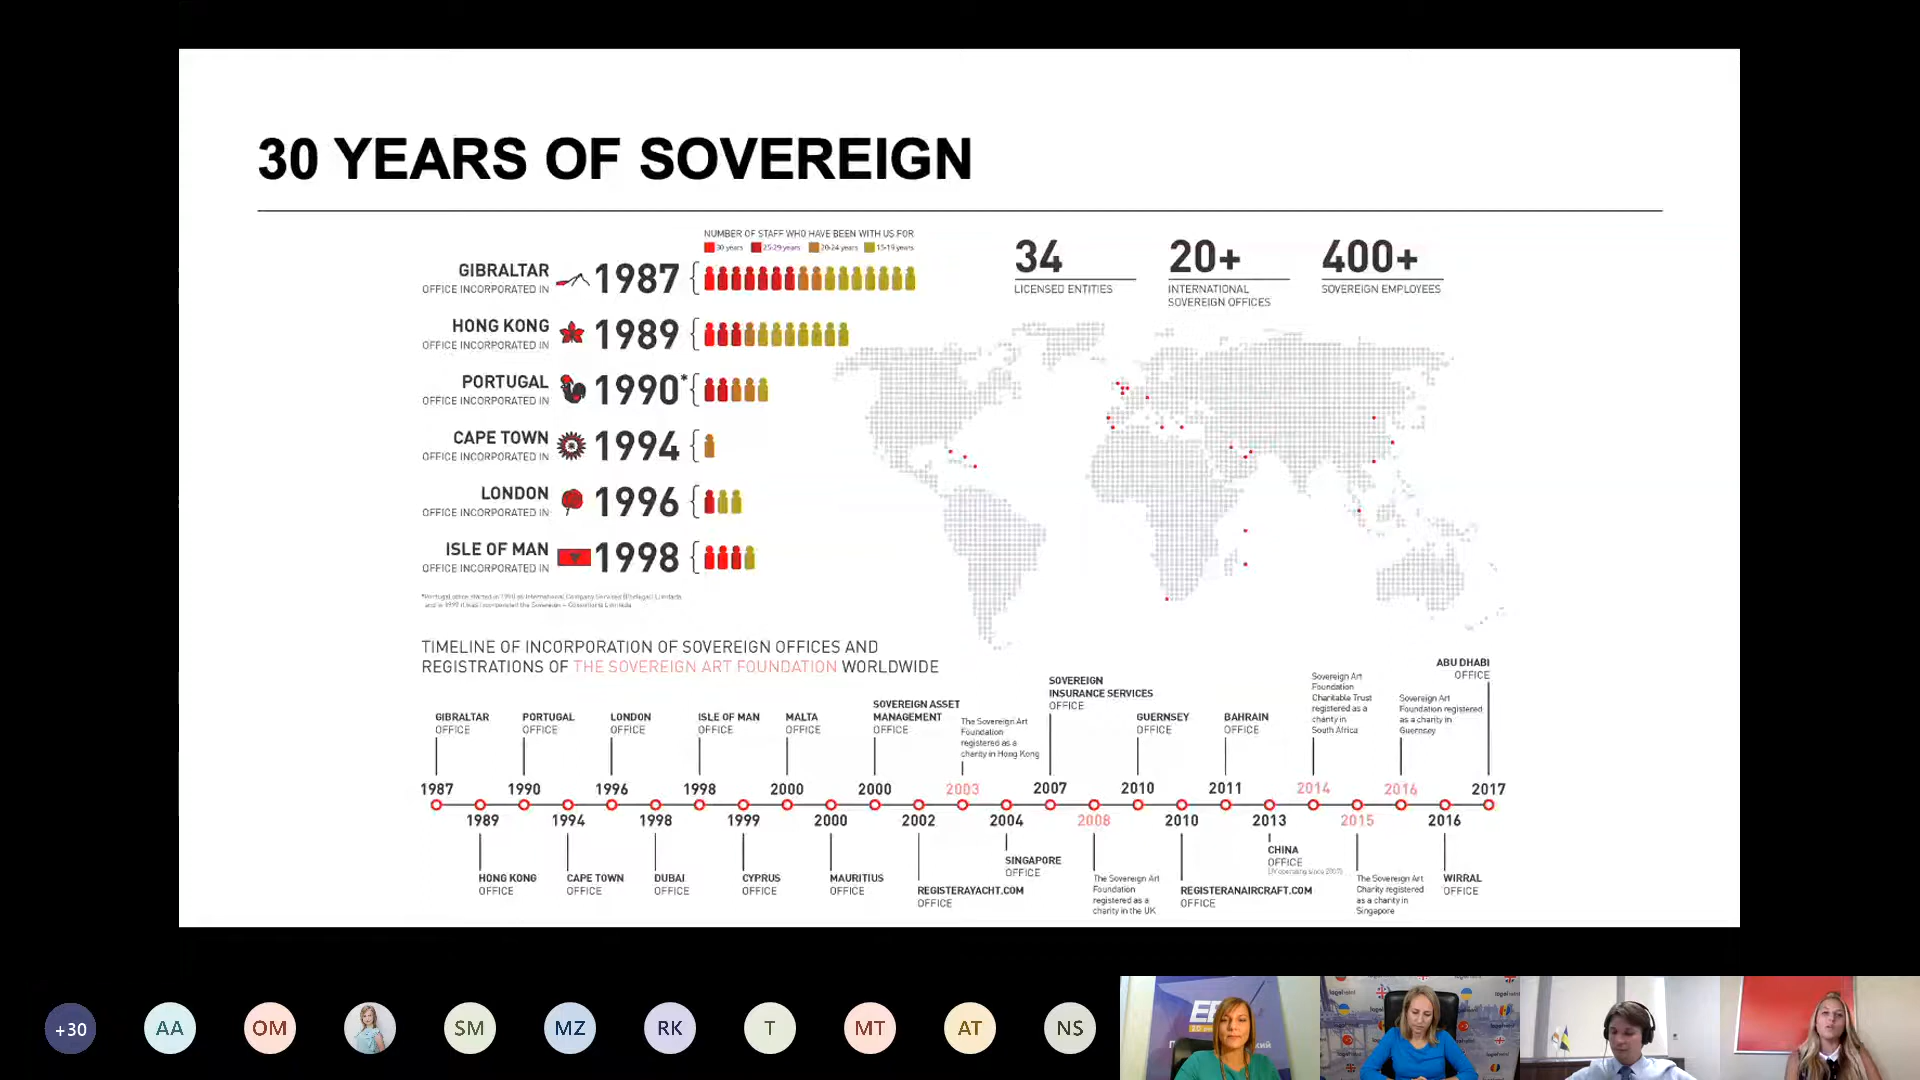 30 YEARS OF SOVEREIGN
NUMBER OF STAFF WHO HAVE BEEN WITH US FOR
30 years 25-29 years 20-24 years 15-19 years
GIBRALTAR
OFFICE INCORPORATED IN
1987
HONG KONG
OFFICE INCORPORATED IN
1989
PORTUGAL
OFFICE INCORPORATED IN
1990*
CAPE TOWN
OFFICE INCORPORATED IN
1994
LONDON
OFFICE INCORPORATED IN
1996
ISLE OF MAN
OFFICE INCORPORATED IN
1998
34
LICENSED ENTITIES
20+
INTERNATIONAL
SOVEREIGN OFFICES
400+
SOVEREIGN EMPLOYEES
*Portugal office started in 1990 as International Company Services (Portugal) Limitada
TIMELINE OF INCORPORATION OF SOVEREIGN OFFICES AND
REGISTRATIONS OF THE SOVEREIGN ART FOUNDATION WORLDWIDE
GIBRALTAR
OFFICE
1987
1989
HONG KONG
OFFICE
PORTUGAL
OFFICE
1990
1994
CAPE TOWN
OFFICE
LONDON
OFFICE
1996
1998
DUBAI
OFFICE
ISLE OF MAN
OFFICE
1998
1999
CYPRUS
OFFICE
MALTA
OFFICE
2000
2000
MAURITIUS
OFFICE
SOVEREIGN ASSET
MANAGEMENT
OFFICE
2000
2002
REGISTERAYACHT.COM
OFFICE
The Sovereign Art
Foundation
registered as a
charity in Hong Kong
2003
2004
SINGAPORE
OFFICE
SOVEREIGN
INSURANCE SERVICES
OFFICE
2007
2008
The Sovereign Art
Foundation
registered as a
charity in the UK
GUERNSEY
OFFICE
2010
2010
REGISTERANAIRCRAFT.COM
OFFICE
BAHRAIN
OFFICE
2011
2013
CHINA
OFFICE
Sovereign Art
Foundation
Charitable Trust
registered as a
charity in
South Africa
2014
2015
The Sovereign Art
Charity registered
as a charity in
Singapore
Sovereign Art
Foundation registered
as a charity in
Guernsey
2016
2016
WIRRAL
OFFICE
ABU DHABI
OFFICE
2017
+30
AA
OM
SM
MZ
RK
T
MT
AT
NS